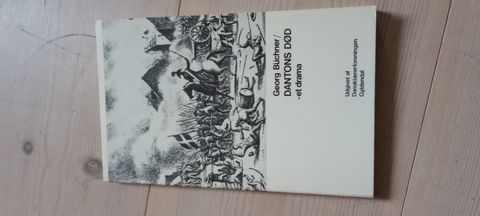 Georg Büchner/
DANTONS DØD
-et drama
Udgivet af
Dansklærerforeningen
Gyldendal